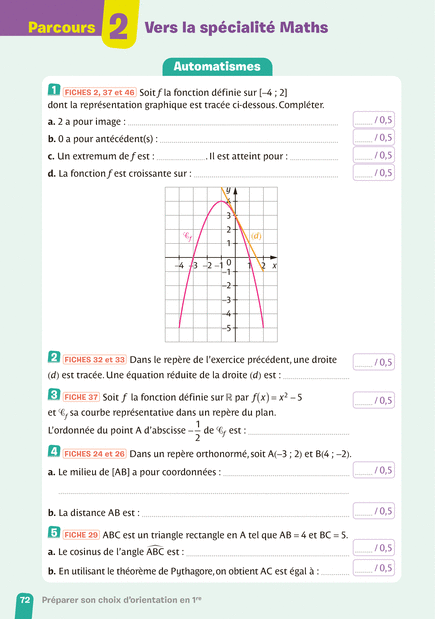 Parcours 2 Vers la spécialité Maths
Automatismes
1 FICHES 2, 37 et 46 Soit f la fonction définie sur [–4 ; 2]
dont la représentation graphique est tracée ci-dessous. Compléter.
a. 2 a pour image : ........ / 0,5
b. 0 a pour antécédent(s) : ........ / 0,5
c. Un extremum de f est : ........ . Il est atteint pour : ........ / 0,5
d. La fonction f est croissante sur : ........ / 0,5
y
4
3
𝒞f (d)
2
1
–4 –3 –2 –1 0 1 2 x
–1
–2
–3
–4
–5
2 FICHES 32 et 33 Dans le repère de l'exercice précédent, une droite
(d) est tracée. Une équation réduite de la droite (d) est : ........ / 0,5
3 FICHE 37 Soit f la fonction définie sur ℝ par f(x) = x² – 5
et 𝒞f sa courbe représentative dans un repère du plan. / 0,5
L'ordonnée du point A d'abscisse –1/2 de 𝒞f est : ........
4 FICHES 24 et 26 Dans un repère orthonormé, soit A(–3 ; 2) et B(4 ; –2).
a. Le milieu de [AB] a pour coordonnées : ........ / 0,5
b. La distance AB est : ........ / 0,5
5 FICHE 29 ABC est un triangle rectangle en A tel que AB = 4 et BC = 5.
a. Le cosinus de l'angle ABC est : ........ / 0,5
b. En utilisant le théorème de Pythagore, on obtient AC est égal à : ........ / 0,5
72 Préparer son choix d'orientation en 1re